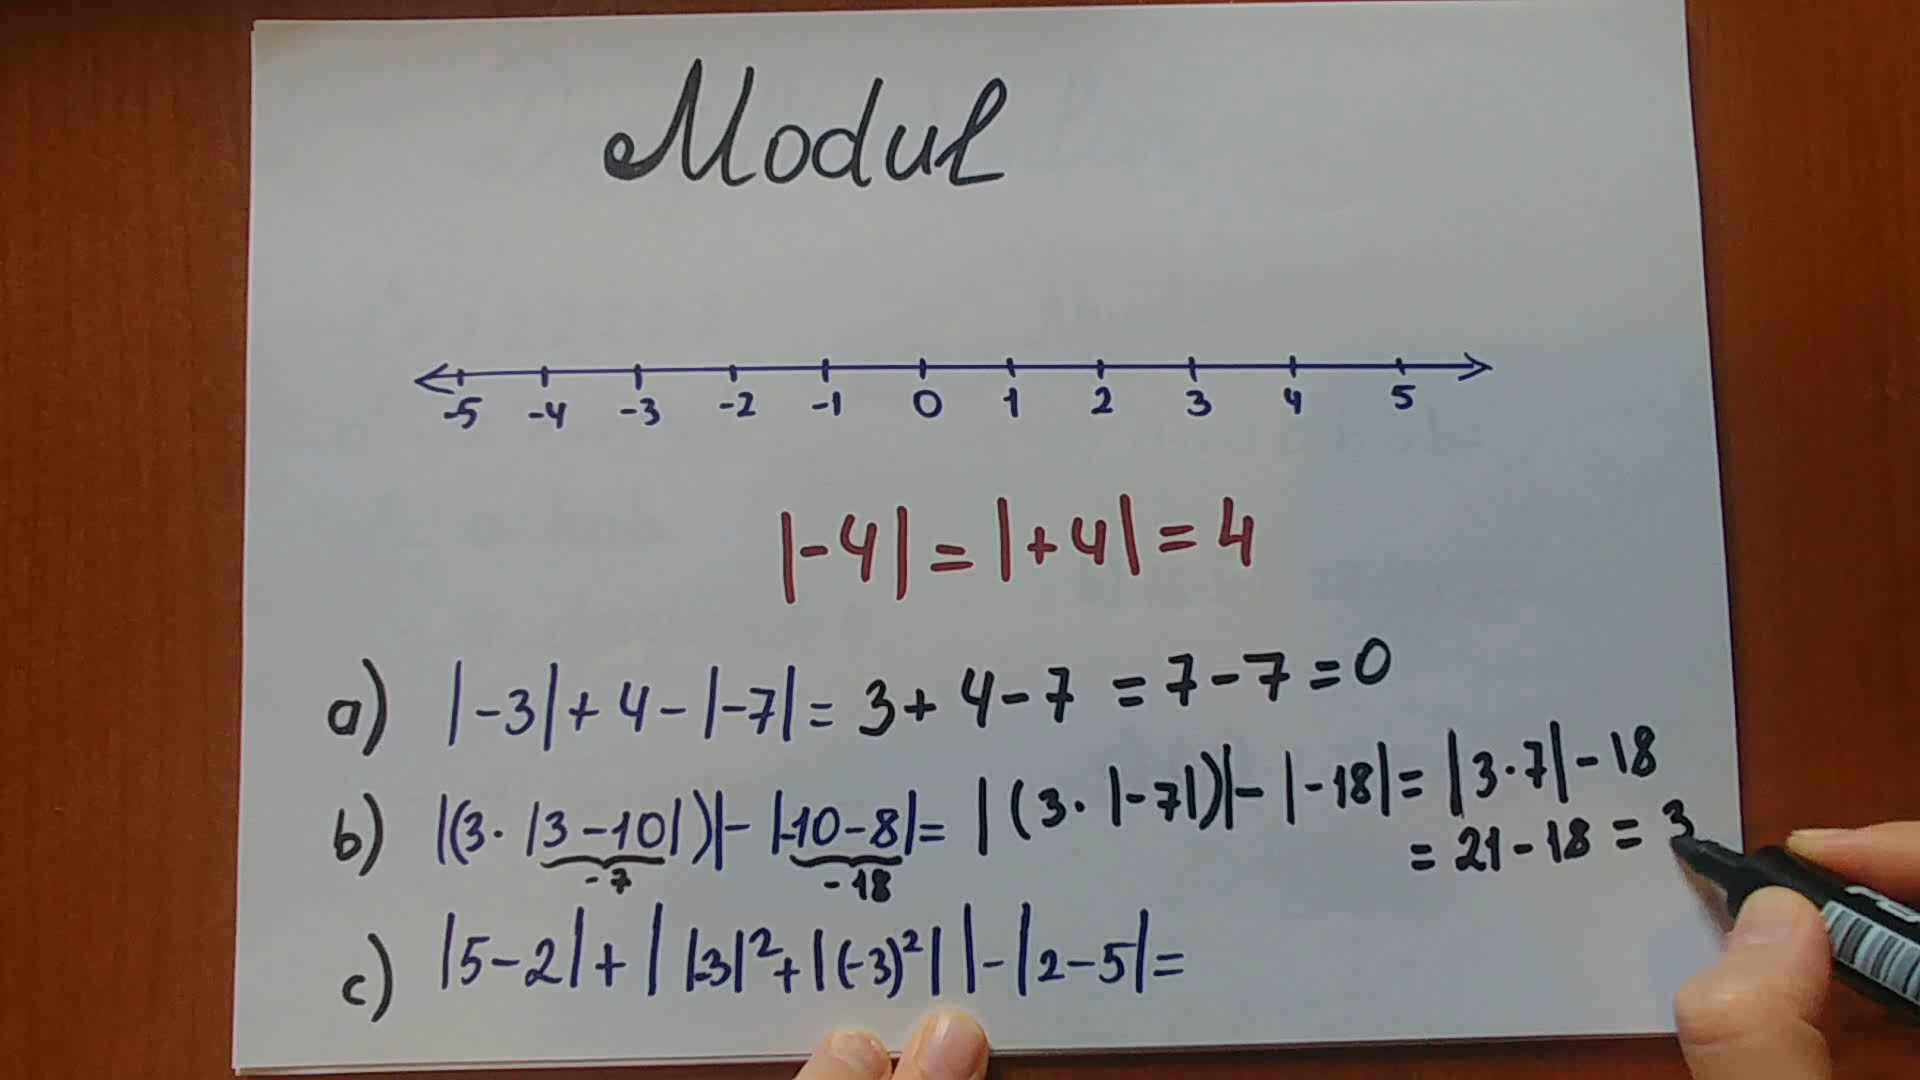 Modul
-5 -4 -3 -2 -1 0 1 2 3 4 5
|-4| = |+4| = 4
a) |-3| + 4 - |-7| = 3 + 4 - 7 = 7 - 7 = 0
b) |(3· |3-10|)| - |-10-8| = |(3· |-7|)| - |-18| = |3·7| - 18
= 21 - 18 = 3
-7 -18
c) |5-2| + | |-3|² + |(-3)²| | - |2-5| =